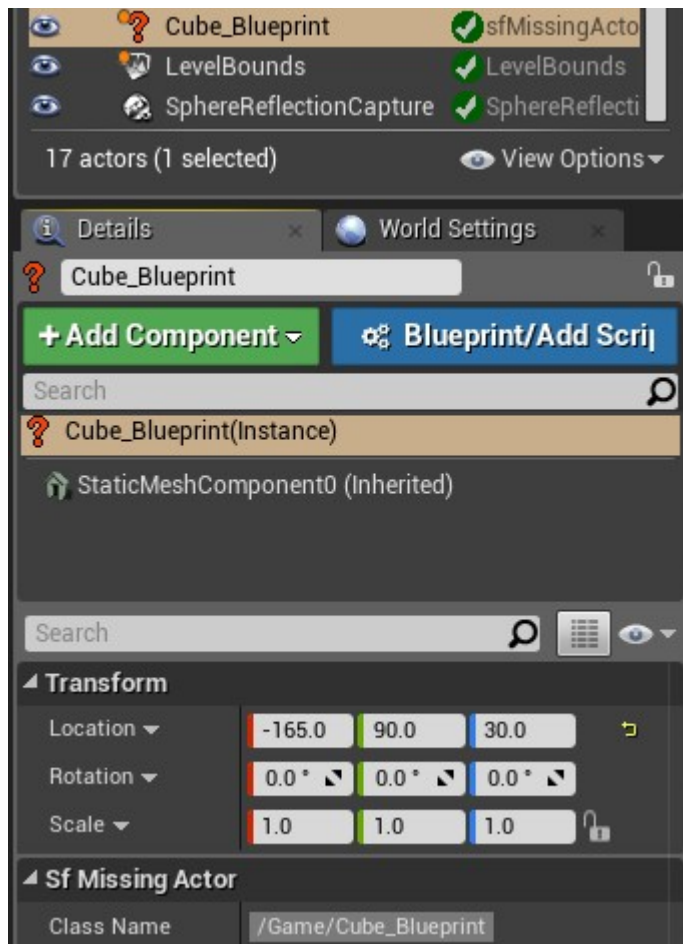 Cube_Blueprint sfMissingActo
LevelBounds LevelBounds
SphereReflectionCapture SphereReflecti
17 actors (1 selected) View Options
Details World Settings
Cube_Blueprint
+ Add Component Blueprint/Add Scrip
Search
Cube_Blueprint(Instance)
StaticMeshComponent0 (Inherited)
Search
Transform
Location -165.0 90.0 30.0
Rotation 0.0 ° 0.0 ° 0.0 °
Scale 1.0 1.0 1.0
Sf Missing Actor
Class Name /Game/Cube_Blueprint